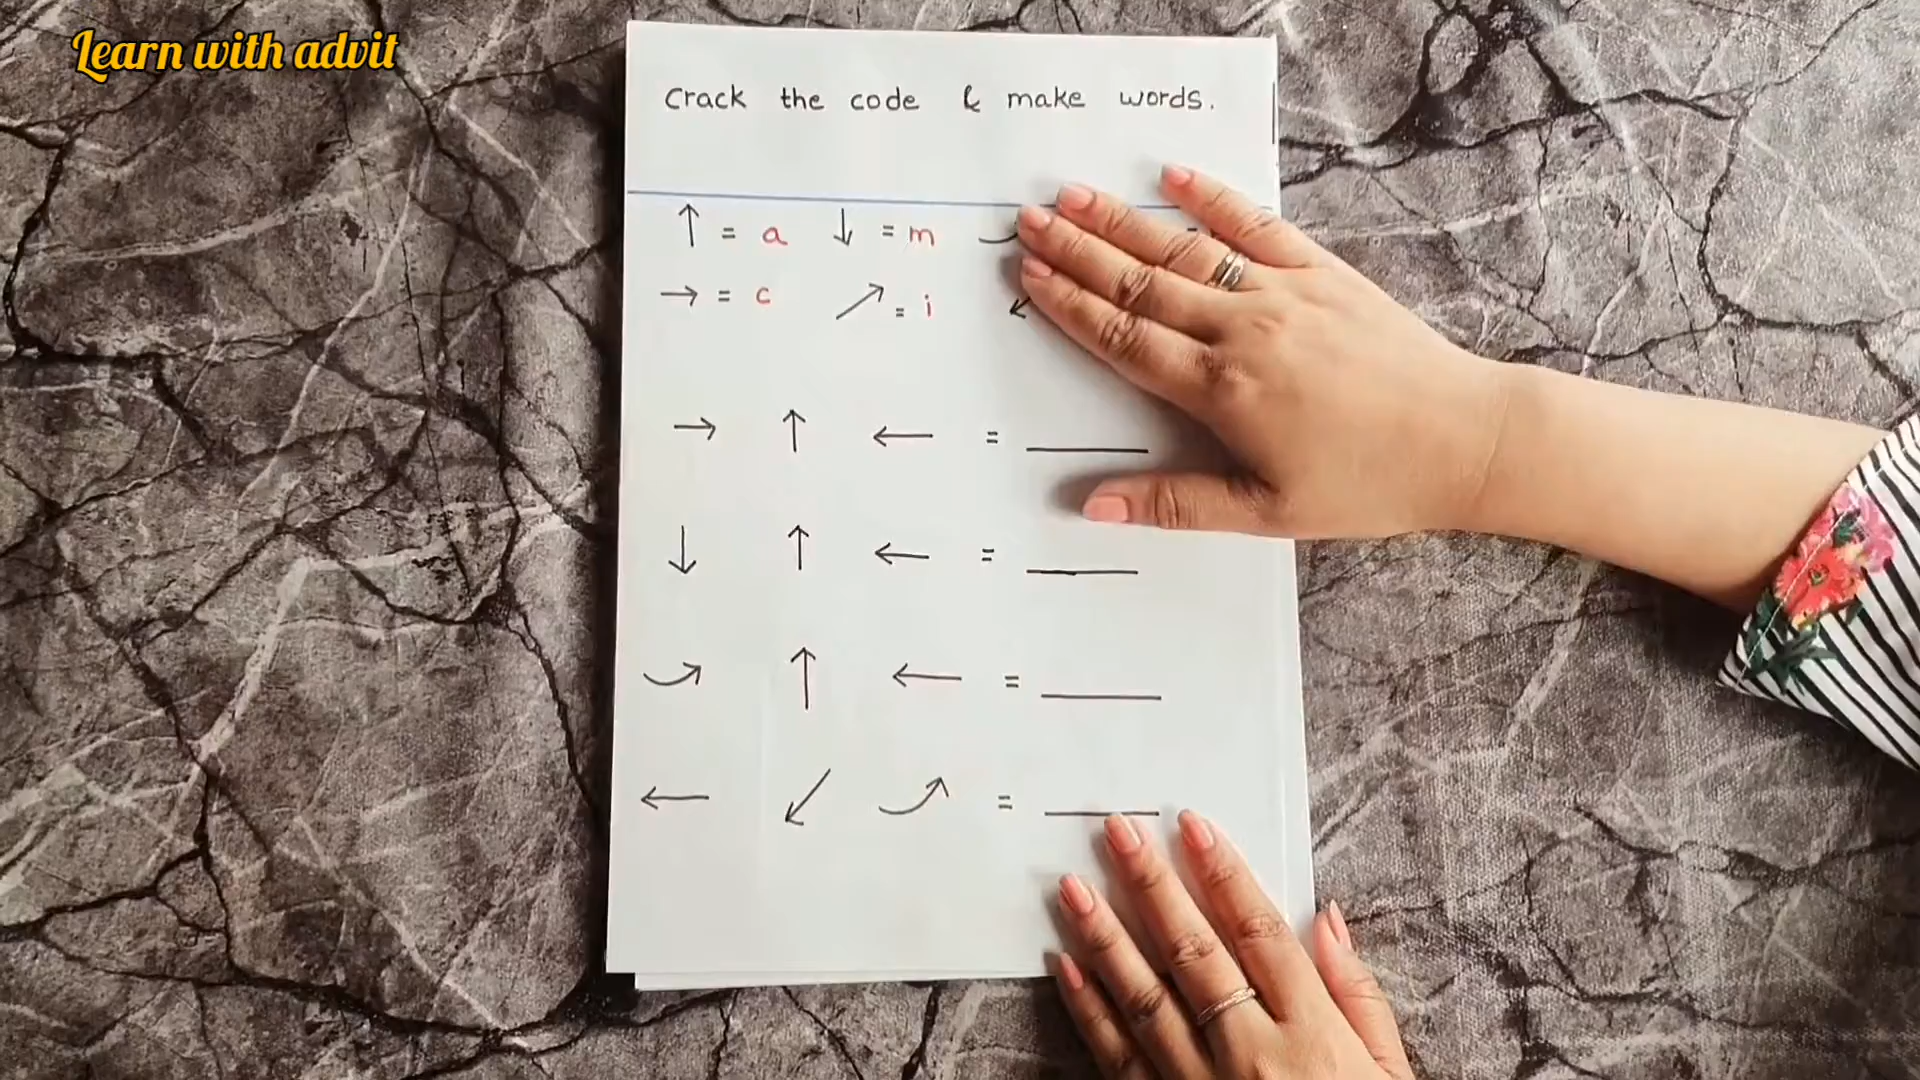 Learn with advit
Crack the code & make words.
↑ = a ↓ = m
→ = c ↗ = i ↙
→ ↑ ← = ____
↓ ↑ ← = ____
⤴ ↑ ← = ____
← ↙ ⤴ = ____